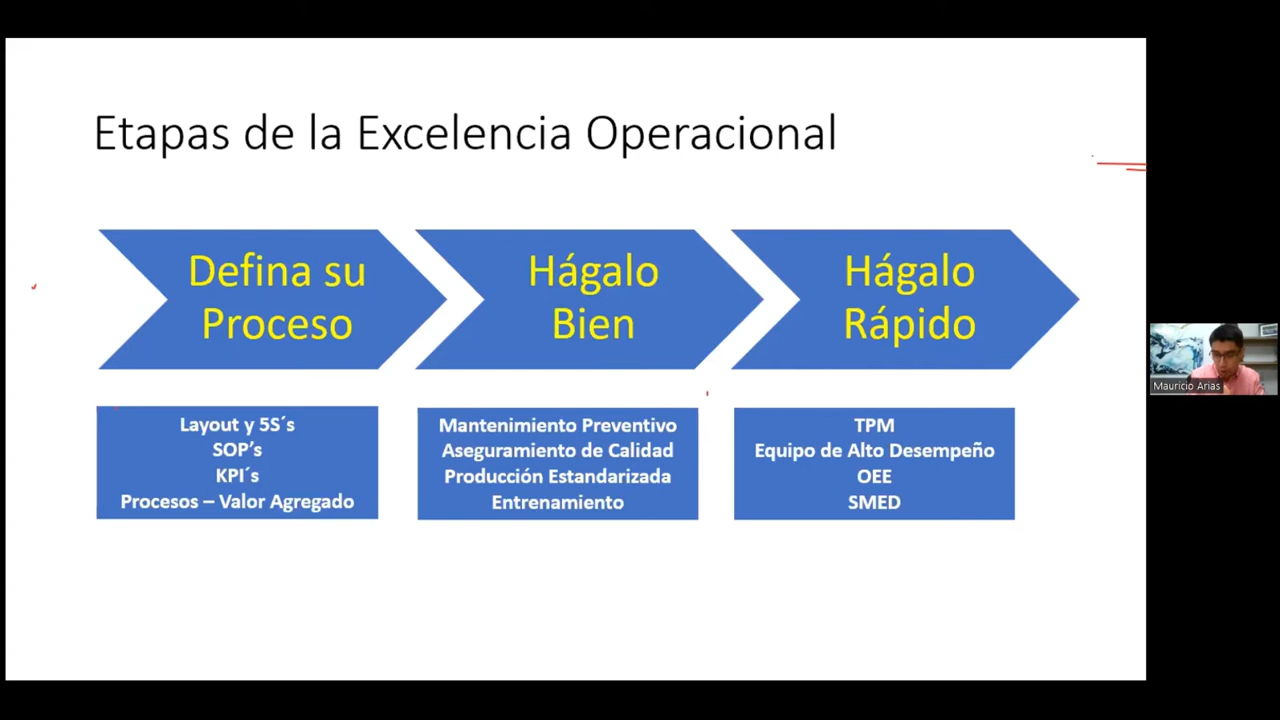 Etapas de la Excelencia Operacional
Defina su
Proceso
Hágalo
Bien
Hágalo
Rápido
Layout y 5S´s
SOP’s
KPI´s
Procesos – Valor Agregado
Mantenimiento Preventivo
Aseguramiento de Calidad
Producción Estandarizada
Entrenamiento
TPM
Equipo de Alto Desempeño
OEE
SMED
Mauricio Arias